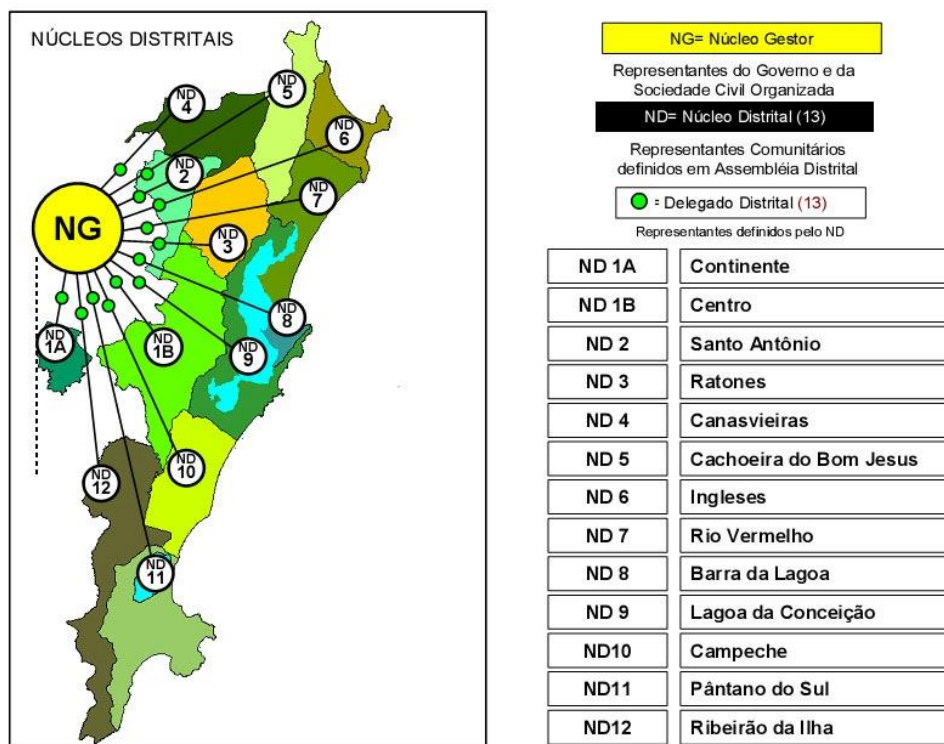 NÚCLEOS DISTRITAIS
ND
4
ND
5
ND
6
ND
2
ND
7
NG
ND
3
ND
8
ND
1A
ND
1B
ND
9
ND
10
ND
12
ND
11
NG= Núcleo Gestor
Representantes do Governo e da
Sociedade Civil Organizada
ND= Núcleo Distrital (13)
Representantes Comunitários
definidos em Assembléia Distrital
= Delegado Distrital (13)
Representantes definidos pelo ND
ND 1A Continente
ND 1B Centro
ND 2 Santo Antônio
ND 3 Ratones
ND 4 Canasvieiras
ND 5 Cachoeira do Bom Jesus
ND 6 Ingleses
ND 7 Rio Vermelho
ND 8 Barra da Lagoa
ND 9 Lagoa da Conceição
ND10 Campeche
ND11 Pântano do Sul
ND12 Ribeirão da Ilha